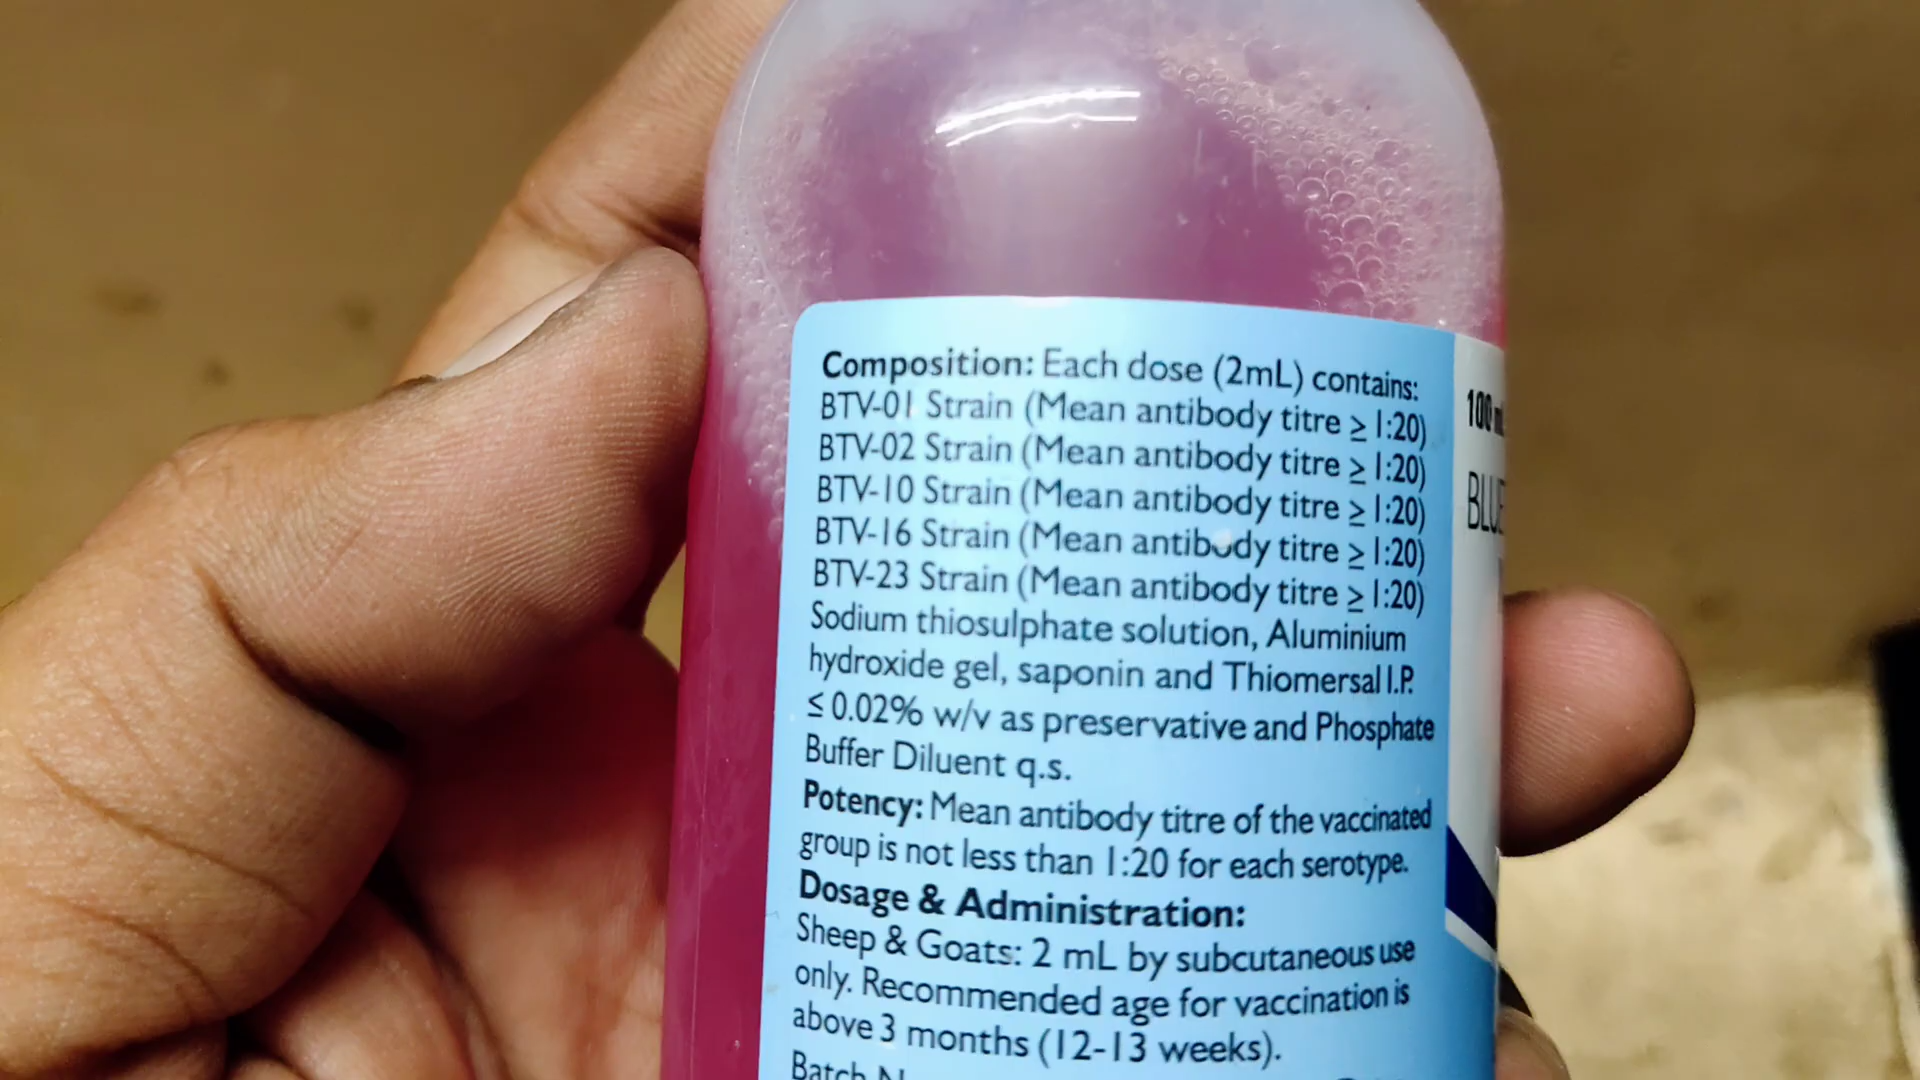 Composition: Each dose (2mL) contains:
BTV-01 Strain (Mean antibody titre ≥ 1:20)
BTV-02 Strain (Mean antibody titre ≥ 1:20)
BTV-10 Strain (Mean antibody titre ≥ 1:20)
BTV-16 Strain (Mean antibody titre ≥ 1:20)
BTV-23 Strain (Mean antibody titre ≥ 1:20)
Sodium thiosulphate solution, Aluminium
hydroxide gel, saponin and Thiomersal I.P.
≤ 0.02% w/v as preservative and Phosphate
Buffer Diluent q.s.
Potency: Mean antibody titre of the vaccinated
group is not less than 1:20 for each serotype.
Dosage & Administration:
Sheep & Goats: 2 mL by subcutaneous use
only. Recommended age for vaccination is
above 3 months (12-13 weeks).
Batch
100
BLUE